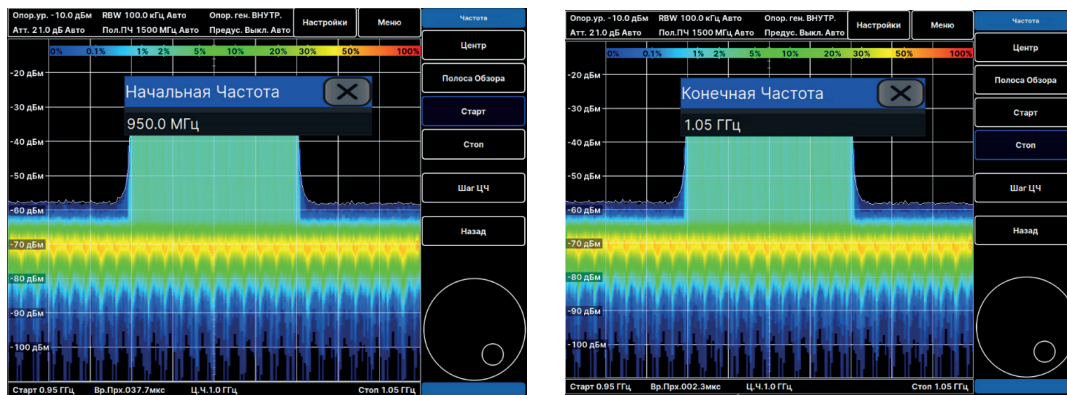 Опор.ур. -10.0 дБм RBW 100.0 кГц Авто Опор. ген. ВНУТР.
Атт. 21.0 дБ Авто Пол.ПЧ 1500 МГц Авто Предус. Выкл. Авто
Настройки
Меню
Частота
0% 0.1% 1% 2% 5% 10% 20% 30% 50% 100%
Центр
-20 дБм
Полоса Обзора
Начальная Частота
-30 дБм
Старт
950.0 МГц
-40 дБм
Стоп
-50 дБм
Шаг ЦЧ
-60 дБм
Назад
-70 дБм
-80 дБм
-90 дБм
-100 дБм
Старт 0.95 ГГц Вр.Прх.037.7мкс Ц.Ч.1.0 ГГц Стоп 1.05 ГГц
Опор.ур. -10.0 дБм RBW 100.0 кГц Авто Опор. ген. ВНУТР.
Атт. 21.0 дБ Авто Пол.ПЧ 1500 МГц Авто Предус. Выкл. Авто
Настройки
Меню
Частота
0% 0.1% 1% 2% 5% 10% 20% 30% 50% 100%
Центр
-20 дБм
Полоса Обзора
Конечная Частота
-30 дБм
Старт
1.05 ГГц
-40 дБм
Стоп
-50 дБм
Шаг ЦЧ
-60 дБм
Назад
-70 дБм
-80 дБм
-90 дБм
-100 дБм
Старт 0.95 ГГц Вр.Прх.002.3мкс Ц.Ч.1.0 ГГц Стоп 1.05 ГГц